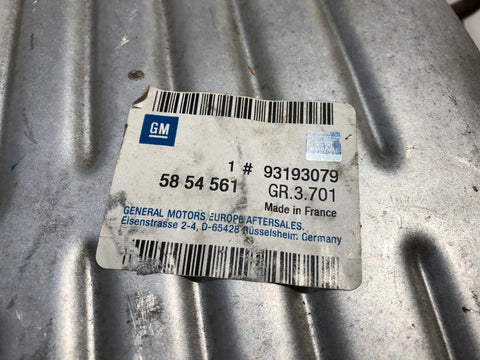 GM
1 # 93193079
58 54 561 GR.3.701
Made in France
GENERAL MOTORS EUROPE AFTERSALES,
Eisenstrasse 2-4, D-65428 Rüsselsheim Germany